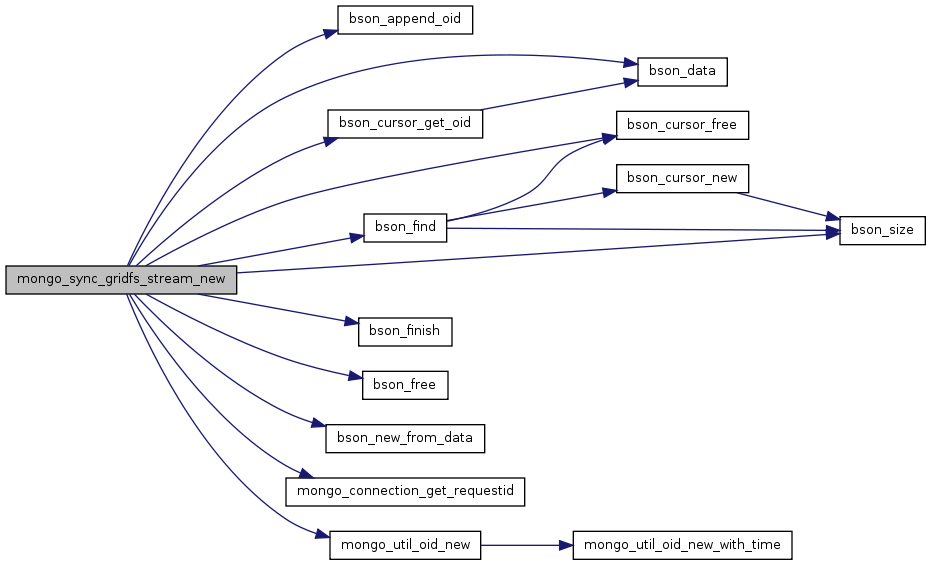 bson_append_oid
bson_data
bson_cursor_get_oid
bson_cursor_free
bson_cursor_new
bson_find
bson_size
mongo_sync_gridfs_stream_new
bson_finish
bson_free
bson_new_from_data
mongo_connection_get_requestid
mongo_util_oid_new
mongo_util_oid_new_with_time